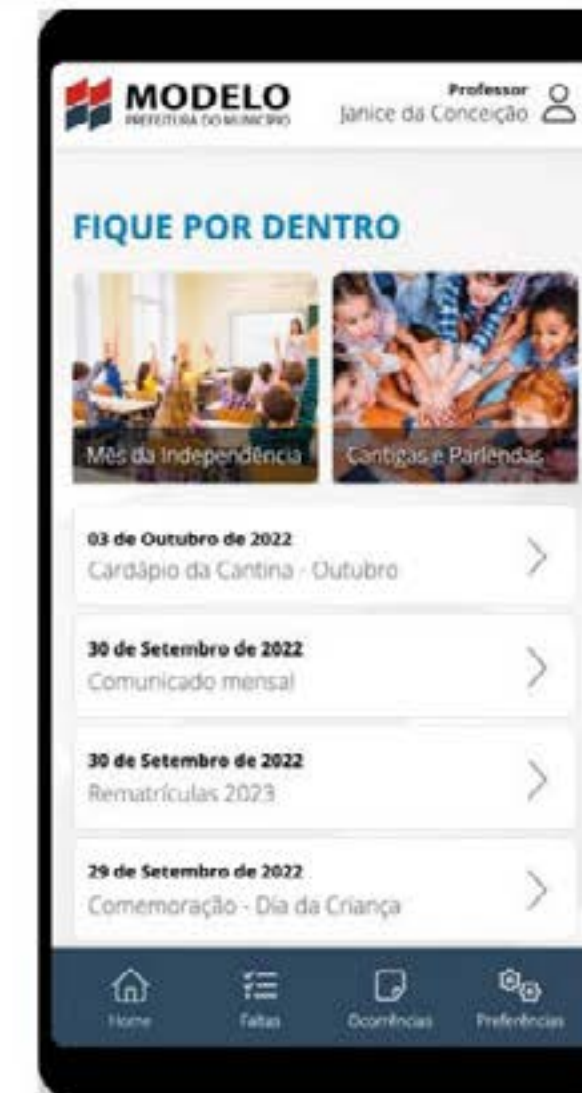 MODELO
PREFEITURA DO MUNICÍPIO
Professor
Janice da Conceição
FIQUE POR DENTRO
Mês da Independência
Cantigas e Parlendas
03 de Outubro de 2022
Cardápio da Cantina - Outubro
30 de Setembro de 2022
Comunicado mensal
30 de Setembro de 2022
Rematrículas 2023
29 de Setembro de 2022
Comemoração - Dia da Criança
Home
Faltas
Ocorrências
Preferências